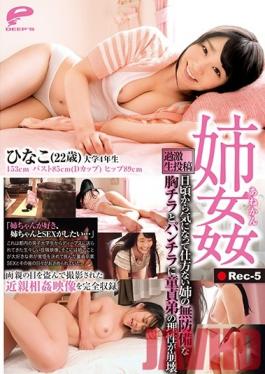 DEEP'S
姉姦
あねかん
●Rec-5
過激生投稿
日頃から気になって仕方ない姉の無防備な
胸チラとパンチラに童貞弟の理性が崩壊
ひなこ(22歳)大学4年生
153cm バスト85cm(Dカップ) ヒップ89cm
「姉ちゃんが好き、
姉ちゃんとSEXがしたい…」
両親の目を盗んで撮影された
近親相姦映像を完全収録
JAV HD